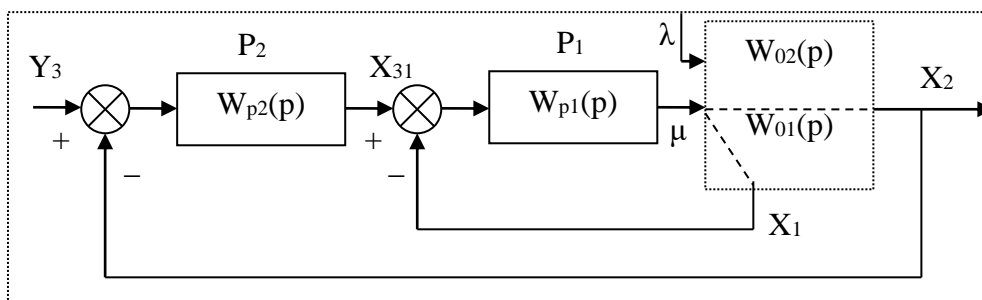 P₂
P₁
λ
W₀₂(p)
Y₃
X₃₁
X₂
Wₚ₂(p)
Wₚ₁(p)
W₀₁(p)
+
+
μ
−
−
X₁